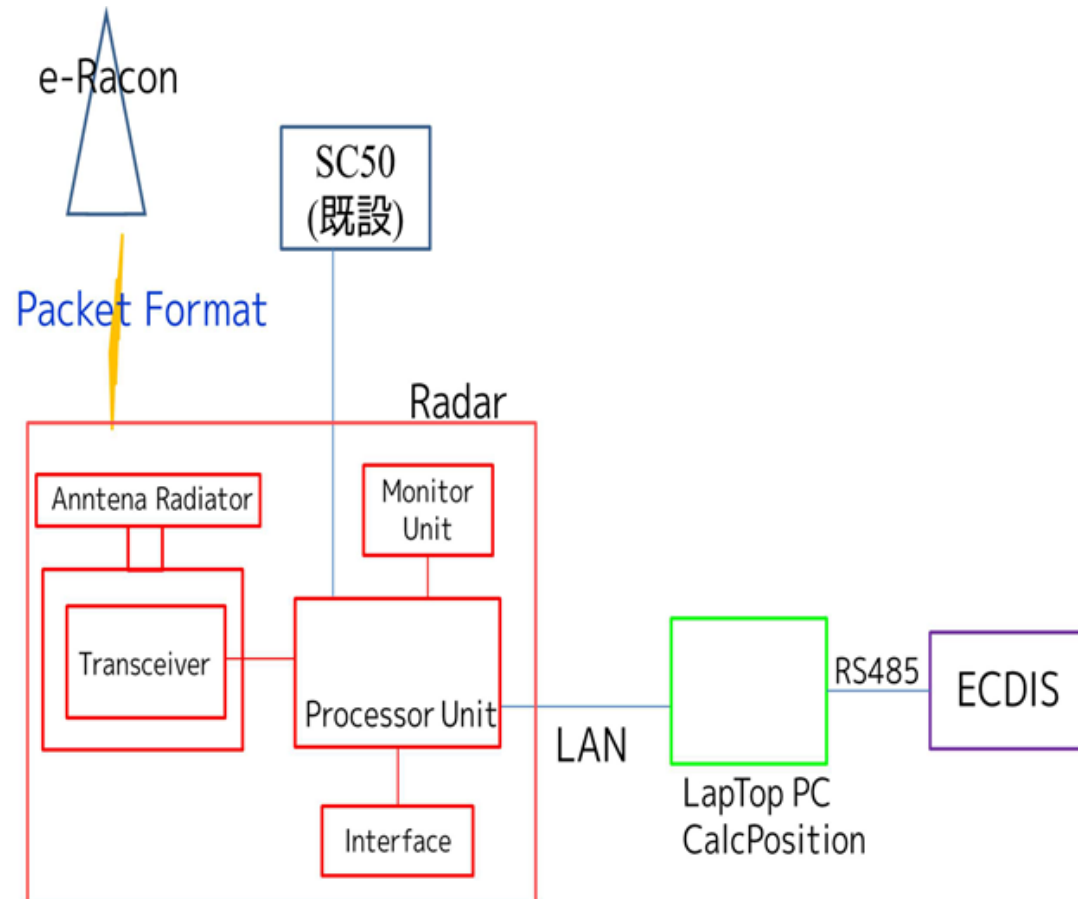 e-Racon
SC50
(既設)
Packet Format
Radar
Anntena Radiator
Monitor
Unit
Transceiver
Processor Unit
Interface
LAN
LapTop PC
CalcPosition
RS485
ECDIS